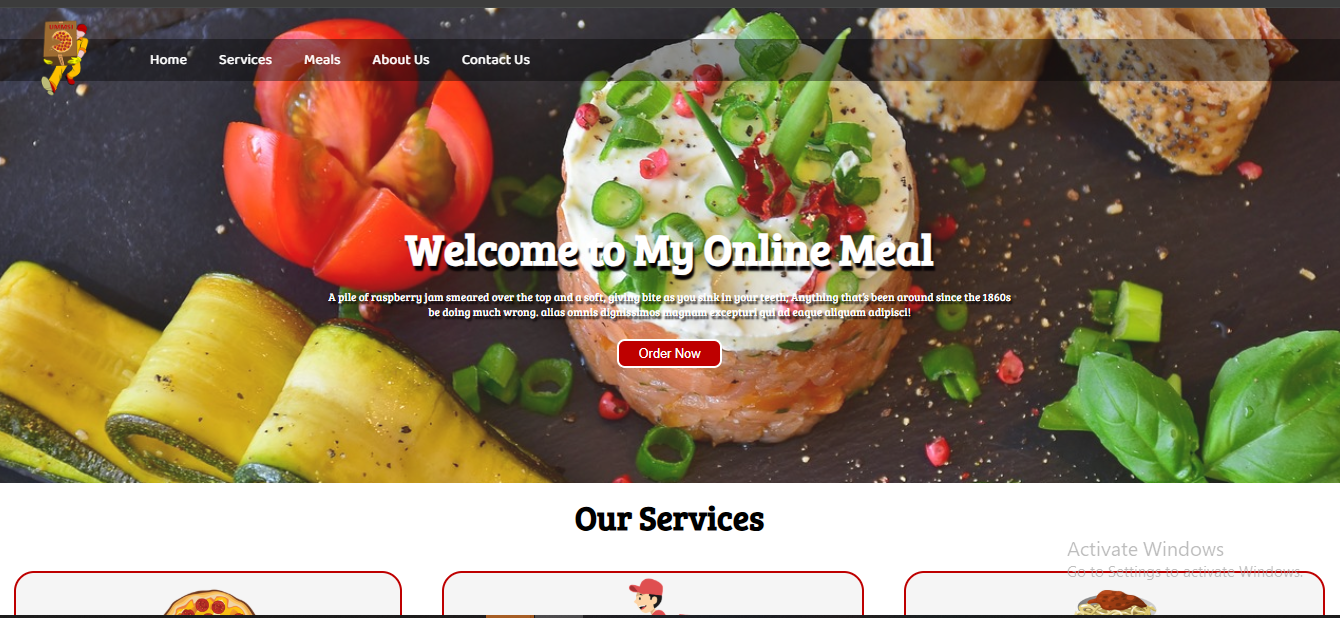 Home Services Meals About Us Contact Us
Welcome to My Online Meal
A pile of raspberry jam smeared over the top and a soft, giving bite as you sink in your teeth; Anything that's been around since the 1860s
be doing much wrong. alias omnis dignissimos magnam excepturi qui ad eaque aliquam adipisci!
Order Now
Our Services
Activate Windows
Go to Settings to activate Windows.